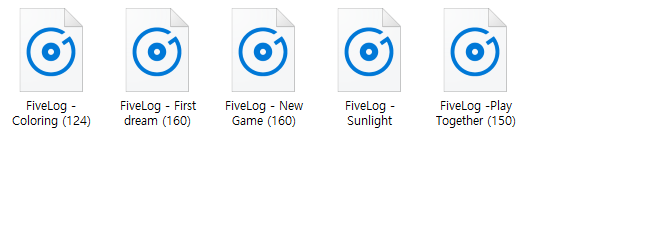 FiveLog -
Coloring (124)
FiveLog - First
dream (160)
FiveLog - New
Game (160)
FiveLog -
Sunlight
FiveLog -Play
Together (150)